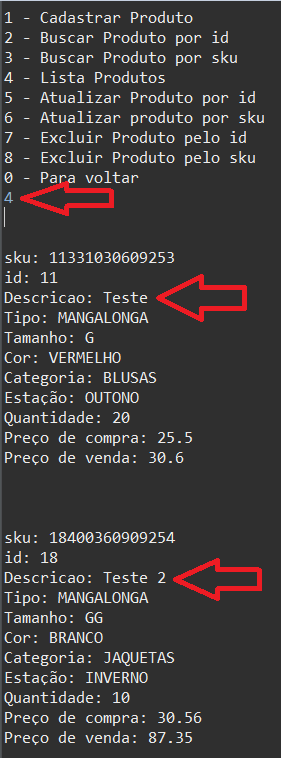 1 - Cadastrar Produto
2 - Buscar Produto por id
3 - Buscar Produto por sku
4 - Lista Produtos
5 - Atualizar Produto por id
6 - Atualizar produto por sku
7 - Excluir Produto pelo id
8 - Excluir Produto pelo sku
0 - Para voltar
4
sku: 11331030609253
id: 11
Descricao: Teste
Tipo: MANGALONGA
Tamanho: G
Cor: VERMELHO
Categoria: BLUSAS
Estação: OUTONO
Quantidade: 20
Preço de compra: 25.5
Preço de venda: 30.6
sku: 18400360909254
id: 18
Descricao: Teste 2
Tipo: MANGALONGA
Tamanho: GG
Cor: BRANCO
Categoria: JAQUETAS
Estação: INVERNO
Quantidade: 10
Preço de compra: 30.56
Preço de venda: 87.35